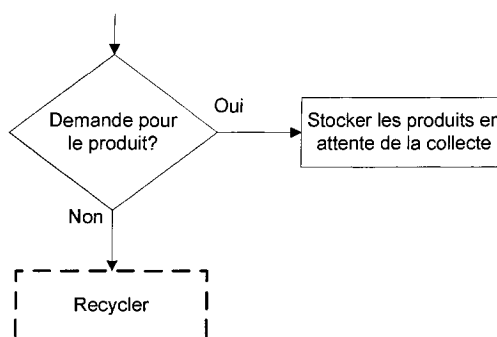 Demande pour
le produit?
Oui
Stocker les produits en
attente de la collecte
Non
Recycler